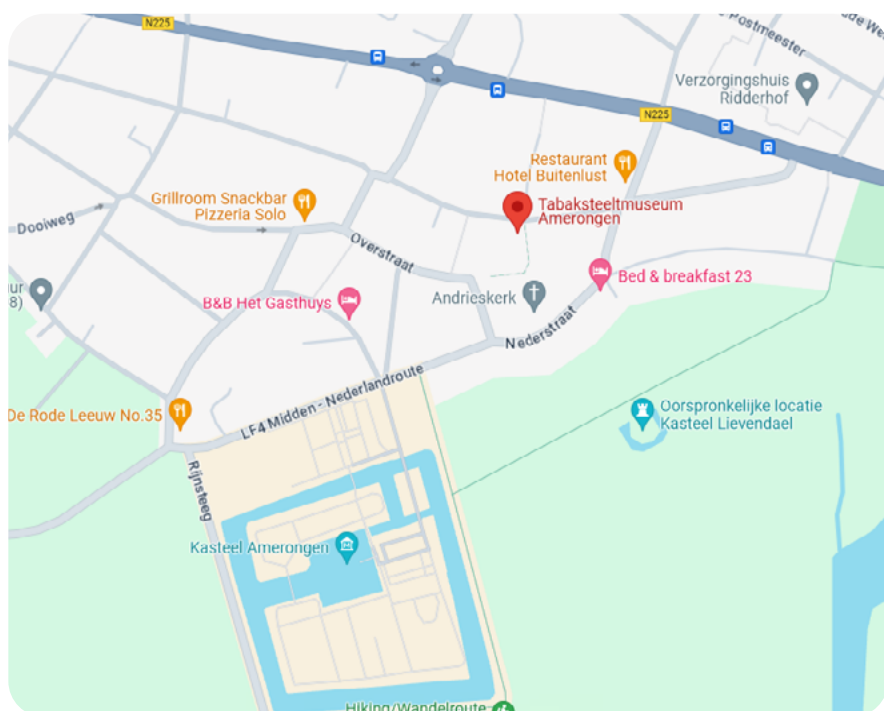 N225
Postmeester
Verzorgingshuis
Ridderhof
N225
Restaurant
Hotel Buitenlust
Grillroom Snackbar
Pizzeria Solo
Tabaksteeltmuseum
Amerongen
Dooiweg
Overstraat
Bed & breakfast 23
B&B Het Gasthuys
Andrieskerk
Nederstraat
De Rode Leeuw No.35
LF4 Midden - Nederlandroute
Oorspronkelijke locatie
Kasteel Lievendael
Rijnsteeg
Kasteel Amerongen
Hiking/Wandelroute